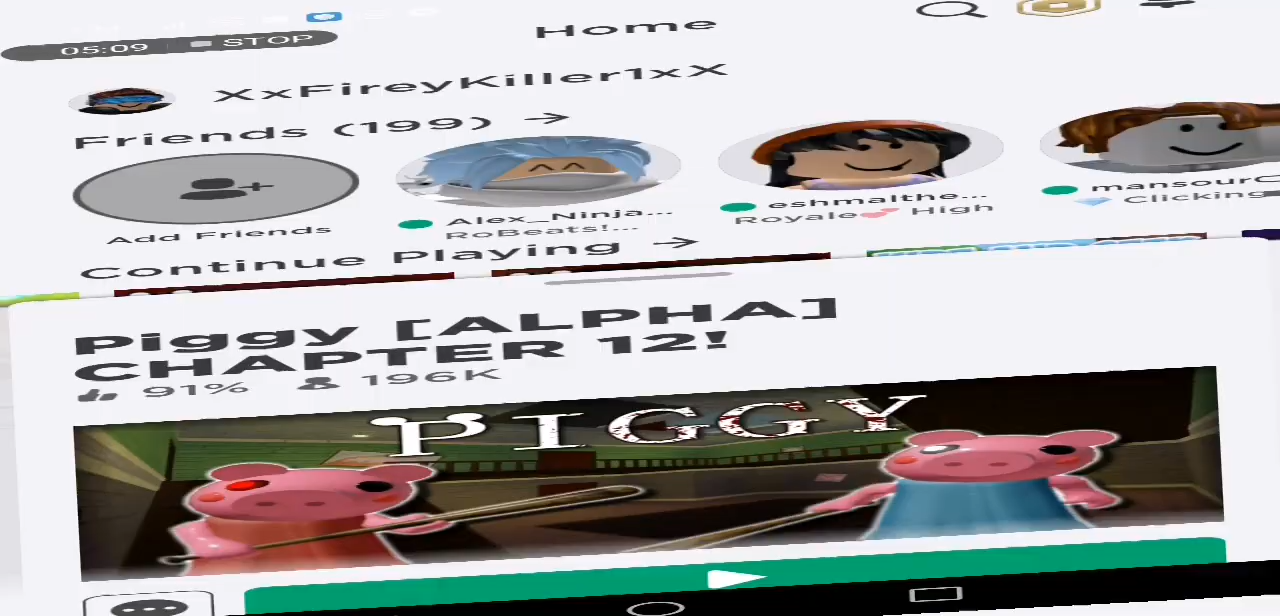 05:09 STOP
Home
XxFireyKiller1xX
Friends (199) →
Add Friends
Alex_Ninja...
RoBeats!...
eshmalthe...
Royale💕 High
mansourC
💎 Clicking
Continue Playing →
Piggy [ALPHA]
CHAPTER 12!
91% 196K
PIGGY